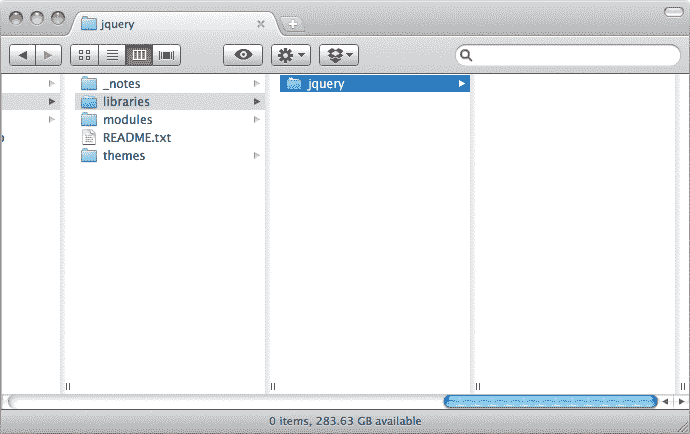 jquery
_notes
libraries
modules
README.txt
themes
jquery
0 items, 283.63 GB available